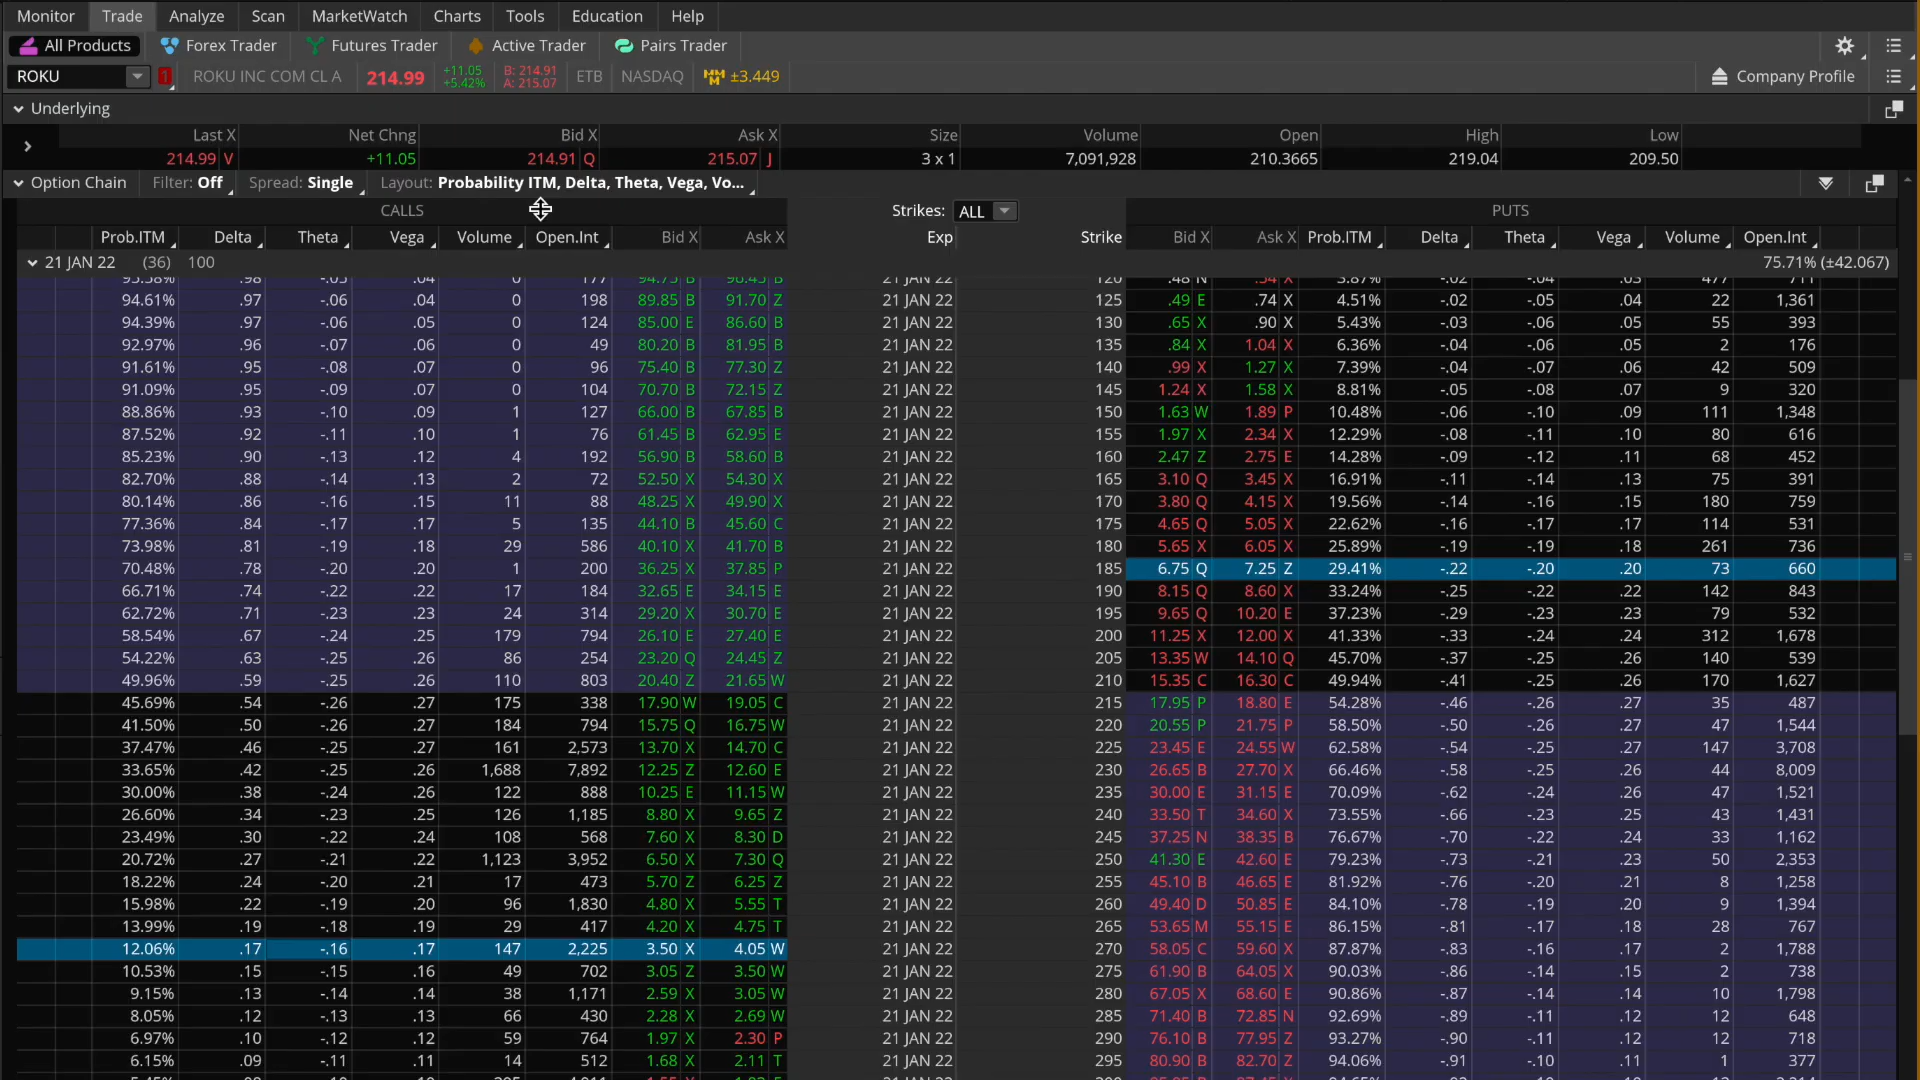 Monitor Trade Analyze Scan MarketWatch Charts Tools Education Help
All Products Forex Trader Futures Trader Active Trader Pairs Trader
ROKU 1 ROKU INC COM CL A 214.99 +11.05 +5.42% B: 214.91 A: 215.07 ETB NASDAQ ±3.449 Company Profile
Underlying
Last X Net Chng Bid X Ask X Size Volume Open High Low
214.99 V +11.05 214.91 Q 215.07 J 3 x 1 7,091,928 210.3665 219.04 209.50
Option Chain Filter: Off Spread: Single Layout: Probability ITM, Delta, Theta, Vega, Vo...
CALLS Strikes: ALL PUTS
Prob.ITM Delta Theta Vega Volume Open.Int Bid X Ask X Exp Strike Bid X Ask X Prob.ITM Delta Theta Vega Volume Open.Int
21 JAN 22 (36) 100 75.71% (±42.067)
94.61% .97 -.06 .04 0 198 89.85 B 91.70 Z 21 JAN 22 125 .49 E .74 X 4.51% -.02 -.05 .04 22 1,361
94.39% .97 -.06 .05 0 124 85.00 E 86.60 B 21 JAN 22 130 .65 X .90 X 5.43% -.03 -.06 .05 55 393
92.97% .96 -.07 .06 0 49 80.20 B 81.95 B 21 JAN 22 135 .84 X 1.04 X 6.36% -.04 -.06 .05 2 176
91.61% .95 -.08 .07 0 96 75.40 B 77.30 Z 21 JAN 22 140 .99 X 1.27 X 7.39% -.04 -.07 .06 42 509
91.09% .95 -.09 .07 0 104 70.70 B 72.15 Z 21 JAN 22 145 1.24 X 1.58 X 8.81% -.05 -.08 .07 9 320
88.86% .93 -.10 .09 1 127 66.00 B 67.85 B 21 JAN 22 150 1.63 W 1.89 P 10.48% -.06 -.10 .09 111 1,348
87.52% .92 -.11 .10 1 76 61.45 B 62.95 E 21 JAN 22 155 1.97 X 2.34 X 12.29% -.08 -.11 .10 80 616
85.23% .90 -.13 .12 4 192 56.90 B 58.60 B 21 JAN 22 160 2.47 Z 2.75 E 14.28% -.09 -.12 .11 68 452
82.70% .88 -.14 .13 2 72 52.50 X 54.30 X 21 JAN 22 165 3.10 Q 3.45 X 16.91% -.11 -.14 .13 75 391
80.14% .86 -.16 .15 11 88 48.25 X 49.90 X 21 JAN 22 170 3.80 Q 4.15 X 19.56% -.14 -.16 .15 180 759
77.36% .84 -.17 .17 5 135 44.10 B 45.60 C 21 JAN 22 175 4.65 Q 5.05 X 22.62% -.16 -.17 .17 114 531
73.98% .81 -.19 .18 29 586 40.10 X 41.70 B 21 JAN 22 180 5.65 X 6.05 X 25.89% -.19 -.19 .18 261 736
70.48% .78 -.20 .20 1 200 36.25 X 37.85 P 21 JAN 22 185 6.75 Q 7.25 Z 29.41% -.22 -.20 .20 73 660
66.71% .74 -.22 .22 17 184 32.65 E 34.15 E 21 JAN 22 190 8.15 Q 8.60 X 33.24% -.25 -.22 .22 142 843
62.72% .71 -.23 .23 24 314 29.20 X 30.70 E 21 JAN 22 195 9.65 Q 10.20 E 37.23% -.29 -.23 .23 79 532
58.54% .67 -.24 .25 179 794 26.10 E 27.40 E 21 JAN 22 200 11.25 X 12.00 X 41.33% -.33 -.24 .24 312 1,678
54.22% .63 -.25 .26 86 254 23.20 Q 24.45 Z 21 JAN 22 205 13.35 W 14.10 Q 45.70% -.37 -.25 .26 140 539
49.96% .59 -.25 .26 110 803 20.40 Z 21.65 W 21 JAN 22 210 15.35 C 16.30 C 49.94% -.41 -.25 .26 170 1,627
45.69% .54 -.26 .27 175 338 17.90 W 19.05 C 21 JAN 22 215 17.95 P 18.80 E 54.28% -.46 -.26 .27 35 487
41.50% .50 -.26 .27 184 794 15.75 Q 16.75 W 21 JAN 22 220 20.55 P 21.75 P 58.50% -.50 -.26 .27 47 1,544
37.47% .46 -.25 .27 161 2,573 13.70 X 14.70 C 21 JAN 22 225 23.45 E 24.55 W 62.58% -.54 -.25 .27 147 3,708
33.65% .42 -.25 .26 1,688 7,892 12.25 Z 12.60 E 21 JAN 22 230 26.65 B 27.70 X 66.46% -.58 -.25 .26 44 8,009
30.00% .38 -.24 .26 122 888 10.25 E 11.15 W 21 JAN 22 235 30.00 E 31.15 E 70.09% -.62 -.24 .26 47 1,521
26.60% .34 -.23 .25 126 1,185 8.80 X 9.65 Z 21 JAN 22 240 33.50 T 34.60 X 73.55% -.66 -.23 .25 43 1,431
23.49% .30 -.22 .24 108 568 7.60 X 8.30 D 21 JAN 22 245 37.25 N 38.35 B 76.67% -.70 -.22 .24 33 1,162
20.72% .27 -.21 .22 1,123 3,952 6.50 X 7.30 Q 21 JAN 22 250 41.30 E 42.60 E 79.23% -.73 -.21 .23 50 2,353
18.22% .24 -.20 .21 17 473 5.70 Z 6.25 Z 21 JAN 22 255 45.10 B 46.65 E 81.92% -.76 -.20 .21 8 1,258
15.98% .22 -.19 .20 96 1,830 4.80 X 5.55 T 21 JAN 22 260 49.40 D 50.85 E 84.10% -.78 -.19 .20 9 1,394
13.99% .19 -.18 .19 29 417 4.20 X 4.75 T 21 JAN 22 265 53.65 M 55.15 E 86.15% -.81 -.17 .18 28 767
12.06% .17 -.16 .17 147 2,225 3.50 X 4.05 W 21 JAN 22 270 58.05 C 59.60 X 87.87% -.83 -.16 .17 2 1,788
10.53% .15 -.15 .16 49 702 3.05 Z 3.50 W 21 JAN 22 275 61.90 B 64.05 X 90.03% -.86 -.14 .15 2 738
9.15% .13 -.14 .14 38 1,171 2.59 X 3.05 W 21 JAN 22 280 67.05 X 68.60 E 90.86% -.87 -.14 .14 10 1,798
8.05% .12 -.13 .13 66 430 2.28 X 2.69 W 21 JAN 22 285 71.40 B 72.85 N 92.69% -.89 -.11 .12 12 648
6.97% .10 -.12 .12 59 764 1.97 X 2.30 P 21 JAN 22 290 76.10 B 77.95 Z 93.27% -.90 -.11 .12 12 718
6.15% .09 -.11 .11 14 512 1.68 X 2.11 T 21 JAN 22 295 80.90 B 82.70 Z 94.06% -.91 -.10 .11 1 377